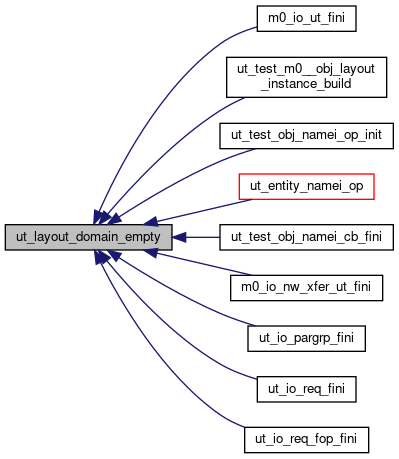 m0_io_ut_fini
ut_test_m0__obj_layout
_instance_build
ut_test_obj_namei_op_init
ut_entity_namei_op
ut_layout_domain_empty
ut_test_obj_namei_cb_fini
m0_io_nw_xfer_ut_fini
ut_io_pargrp_fini
ut_io_req_fini
ut_io_req_fop_fini